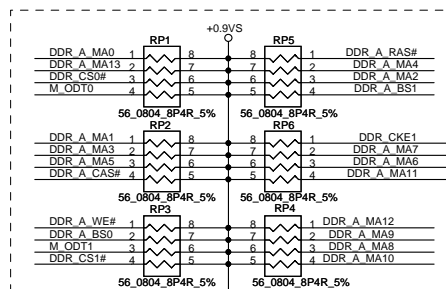 +0.9VS
RP1 RP5
DDR_A_MA0 1 8 8 1 DDR_A_RAS#
DDR_A_MA13 2 7 7 2 DDR_A_MA4
DDR_CS0# 3 6 6 3 DDR_A_MA2
M_ODT0 4 5 5 4 DDR_A_BS1
56_0804_8P4R_5% 56_0804_8P4R_5%
RP2 RP6
DDR_A_MA1 1 8 8 1 DDR_CKE1
DDR_A_MA3 2 7 7 2 DDR_A_MA7
DDR_A_MA5 3 6 6 3 DDR_A_MA6
DDR_A_CAS# 4 5 5 4 DDR_A_MA11
56_0804_8P4R_5% 56_0804_8P4R_5%
RP3 RP4
DDR_A_WE# 1 8 8 1 DDR_A_MA12
DDR_A_BS0 2 7 7 2 DDR_A_MA9
M_ODT1 3 6 6 3 DDR_A_MA8
DDR_CS1# 4 5 5 4 DDR_A_MA10
56_0804_8P4R_5% 56_0804_8P4R_5%